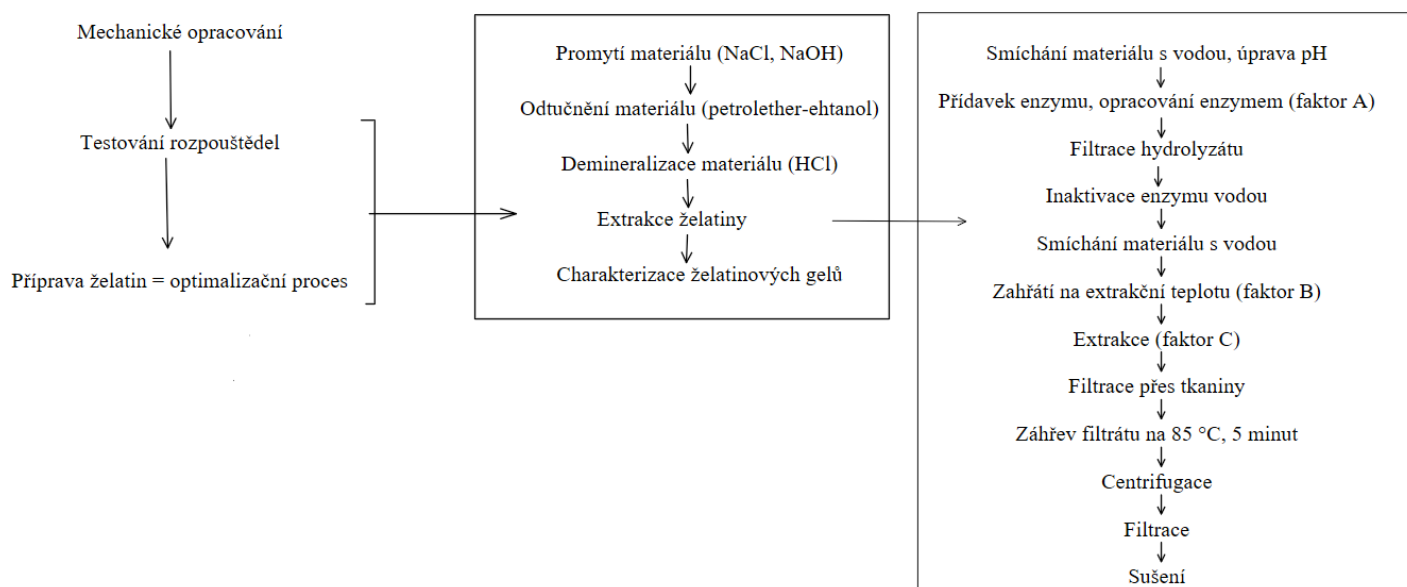 Mechanické opracování
Testování rozpouštědel
Příprava želatin = optimalizační proces
Promytí materiálu (NaCl, NaOH)
Odtučnění materiálu (petrolether-ehtanol)
Demineralizace materiálu (HCl)
Extrakce želatiny
Charakterizace želatinových gelů
Smíchání materiálu s vodou, úprava pH
Přídavek enzymu, opracování enzymem (faktor A)
Filtrace hydrolyzátu
Inaktivace enzymu vodou
Smíchání materiálu s vodou
Zahřátí na extrakční teplotu (faktor B)
Extrakce (faktor C)
Filtrace přes tkaniny
Záhřev filtrátu na 85 °C, 5 minut
Centrifugace
Filtrace
Sušení